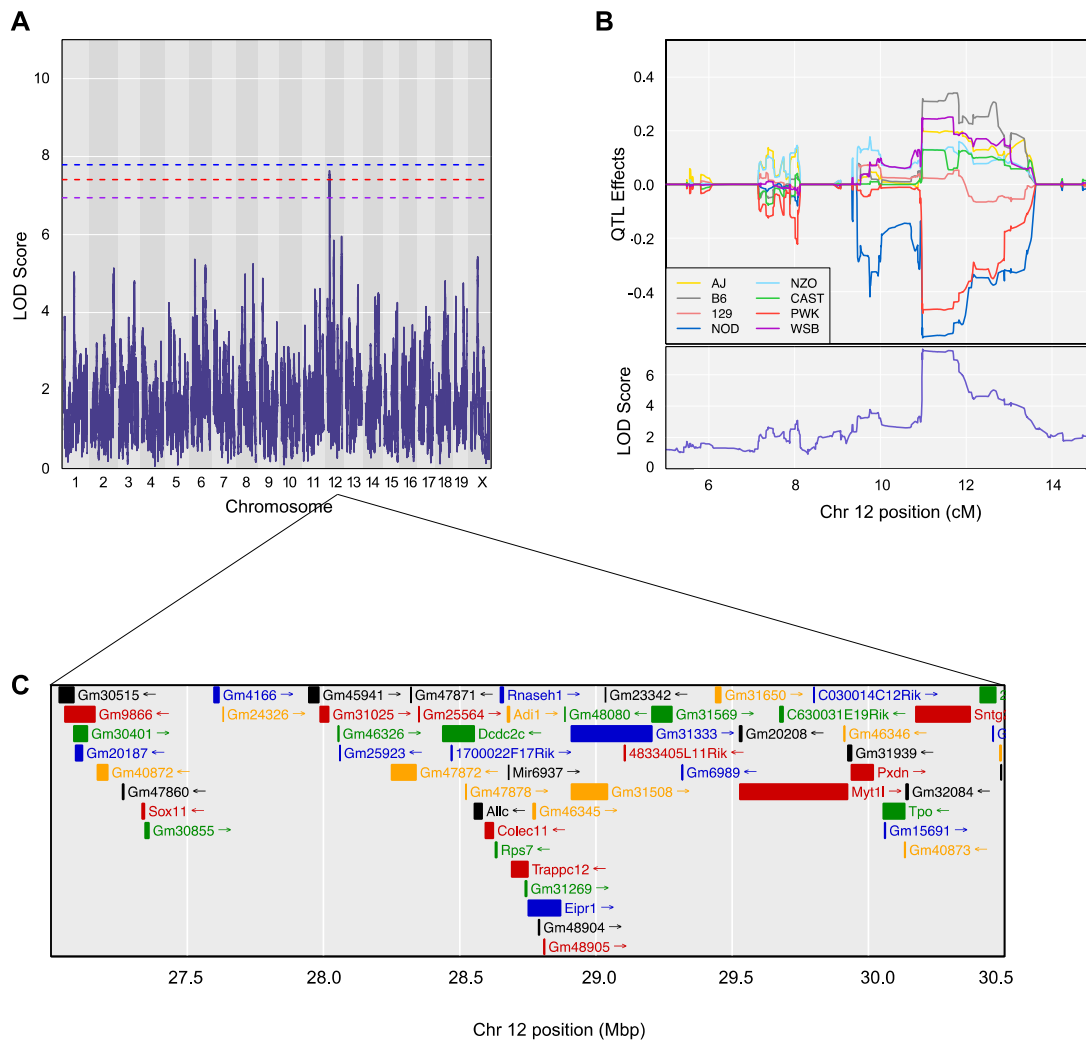 A
10
8
6
4
2
0
LOD Score
1 2 3 4 5 6 7 8 9 10 11 12 13 14 15 16 17 18 19 X
Chromosome
B
0.4
0.2
0.0
-0.2
-0.4
QTL Effects
AJ NZO
B6 CAST
129 PWK
NOD WSB
6
4
2
0
LOD Score
6 8 10 12 14
Chr 12 position (cM)
C
Gm30515 ← Gm4166 → Gm45941 → Gm47871 ← Rnaseh1 → Gm23342 ← Gm31650 ← C030014C12Rik → 2
Gm9866 ← Gm24326 → Gm31025 → Gm25564 → Adi1 → Gm48080 → Gm31569 → C630031E19Rik ← Sntg
Gm30401 → Gm46326 ← Dcdc2c ← Gm31333 → Gm20208 ← Gm46346 ← G
Gm20187 ← Gm25923 → 1700022F17Rik ← 4833405L11Rik ← Gm31939 ←
Gm40872 ← Gm47872 ← Mir6937 → Gm6989 → Pxdn →
Gm47860 ← Gm47878 → Gm31508 → Myt1l → Gm32084 ←
Sox11 ← Allc ← Gm46345 → Tpo ←
Gm30855 → Colec11 ← Gm15691 →
Rps7 ← Gm40873 ←
Trappc12 ←
Gm31269 →
Eipr1 →
Gm48904 →
Gm48905 →
27.5 28.0 28.5 29.0 29.5 30.0 30.5
Chr 12 position (Mbp)